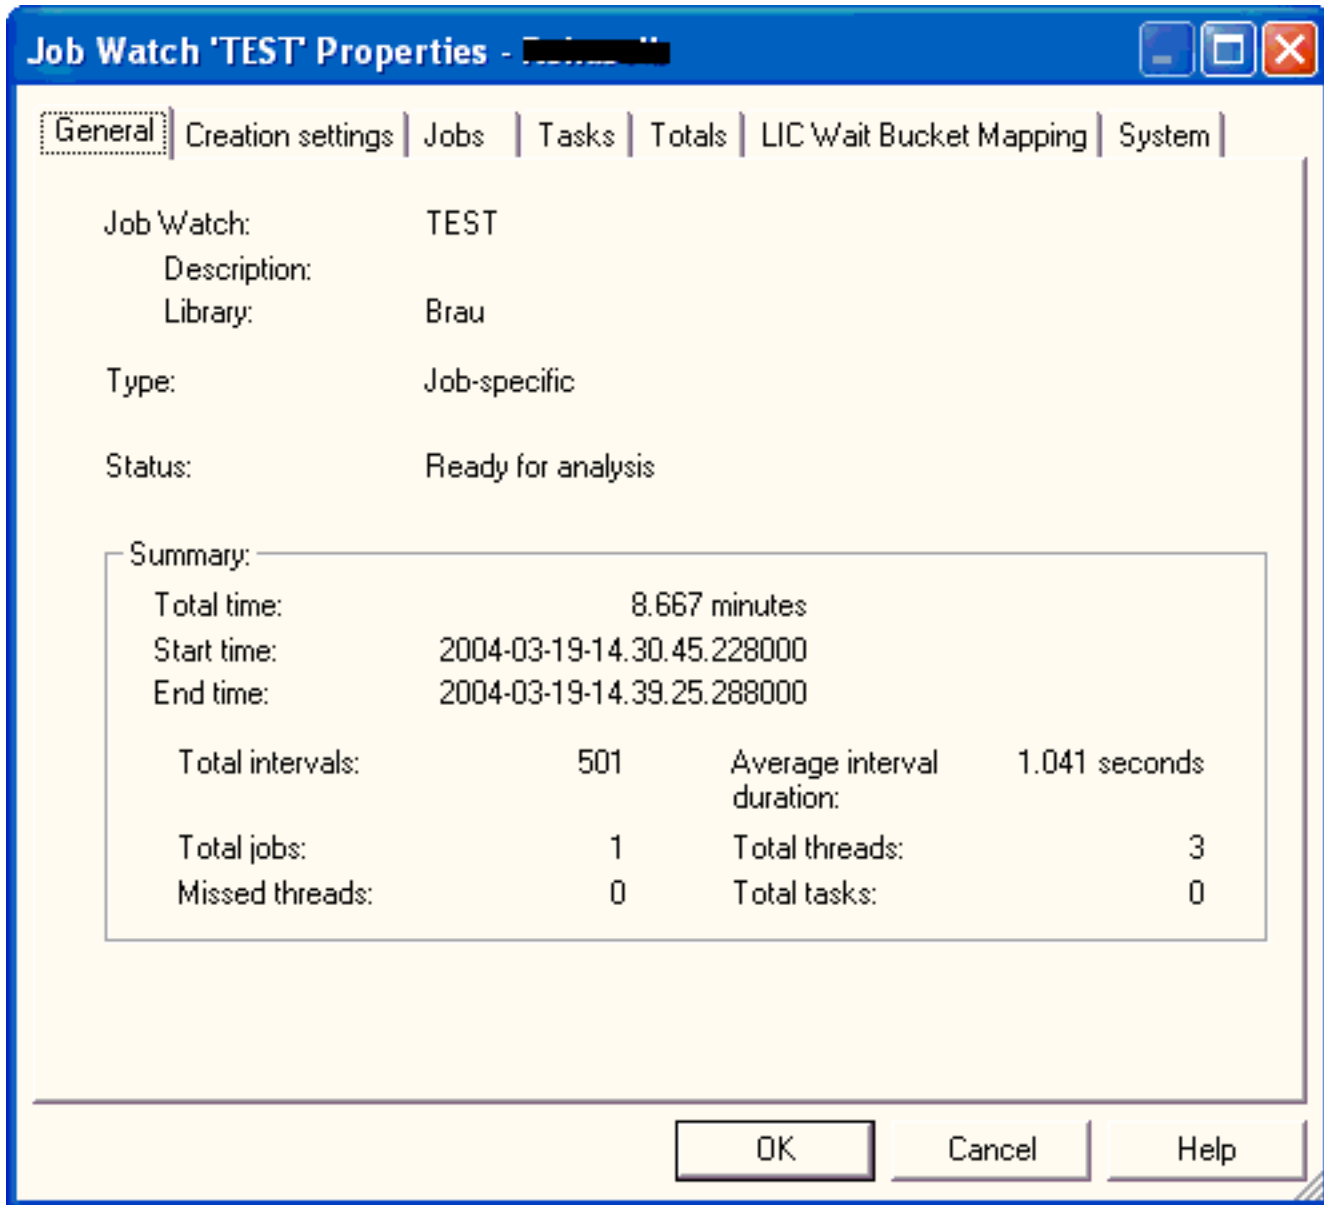 Job Watch 'TEST' Properties -
General Creation settings Jobs Tasks Totals LIC Wait Bucket Mapping System
Job Watch: TEST
Description:
Library: Brau
Type: Job-specific
Status: Ready for analysis
Summary:
Total time: 8.667 minutes
Start time: 2004-03-19-14.30.45.228000
End time: 2004-03-19-14.39.25.288000
Total intervals: 501 Average interval 1.041 seconds
duration:
Total jobs: 1 Total threads: 3
Missed threads: 0 Total tasks: 0
OK Cancel Help